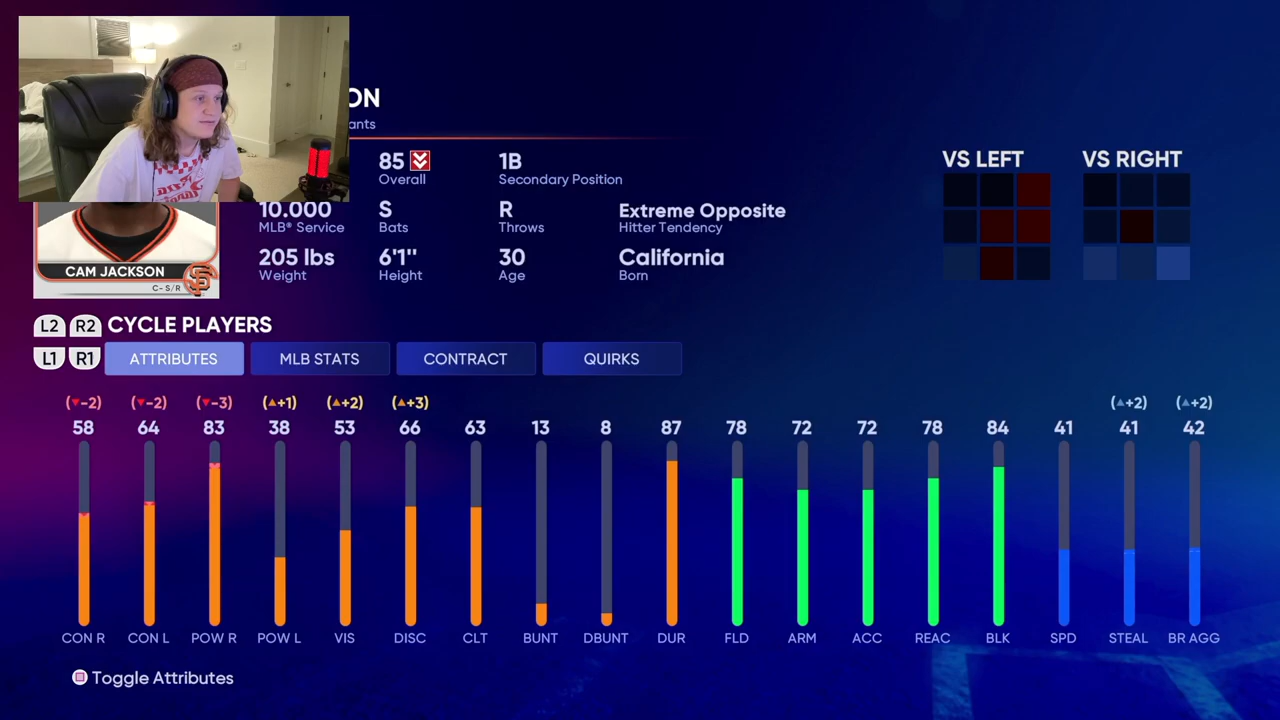 ON
ants
85
Overall
1B
Secondary Position
10.000
MLB® Service
S
Bats
R
Throws
Extreme Opposite
Hitter Tendency
205 lbs
Weight
6'1''
Height
30
Age
California
Born
VS LEFT
VS RIGHT
CAM JACKSON
C- S/R
SF
L2 R2 CYCLE PLAYERS
L1 R1 ATTRIBUTES MLB STATS CONTRACT QUIRKS
(▼-2) (▼-2) (▼-3) (▲+1) (▲+2) (▲+3) (▲+2) (▲+2)
58 64 83 38 53 66 63 13 8 87 78 72 72 78 84 41 41 42
CON R CON L POW R POW L VIS DISC CLT BUNT DBUNT DUR FLD ARM ACC REAC BLK SPD STEAL BR AGG
Toggle Attributes